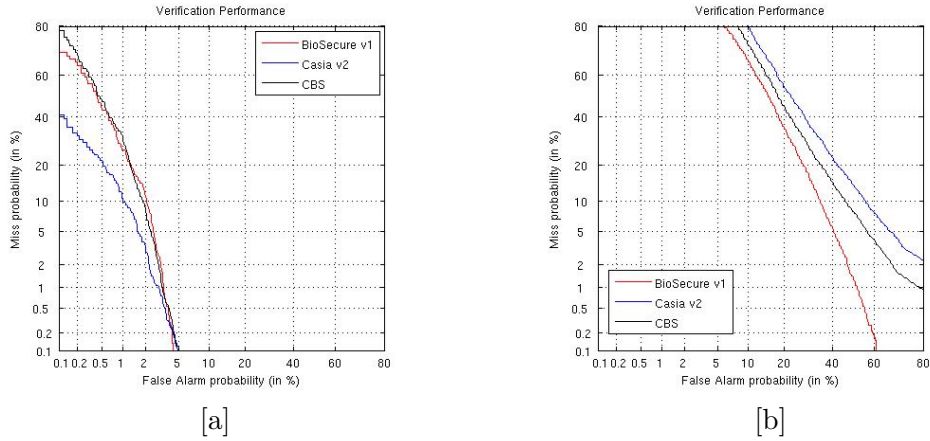 Verification Performance
80
60
40
20
10
5
2
1
0.5
0.2
0.1
Miss probability (in %)
BioSecure v1
Casia v2
CBS
0.1 0.2 0.5 1 2 5 10 20 40 60 80
False Alarm probability (in %)
[a]
Verification Performance
80
60
40
20
10
5
2
1
0.5
0.2
0.1
Miss probability (in %)
BioSecure v1
Casia v2
CBS
0.1 0.2 0.5 1 2 5 10 20 40 60 80
False Alarm probability (in %)
[b]